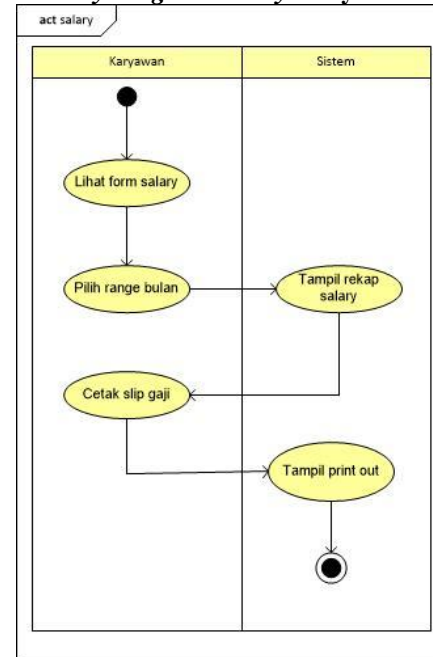 act salary
Karyawan
Sistem
Lihat form salary
Pilih range bulan
Tampil rekap
salary
Cetak slip gaji
Tampil print out